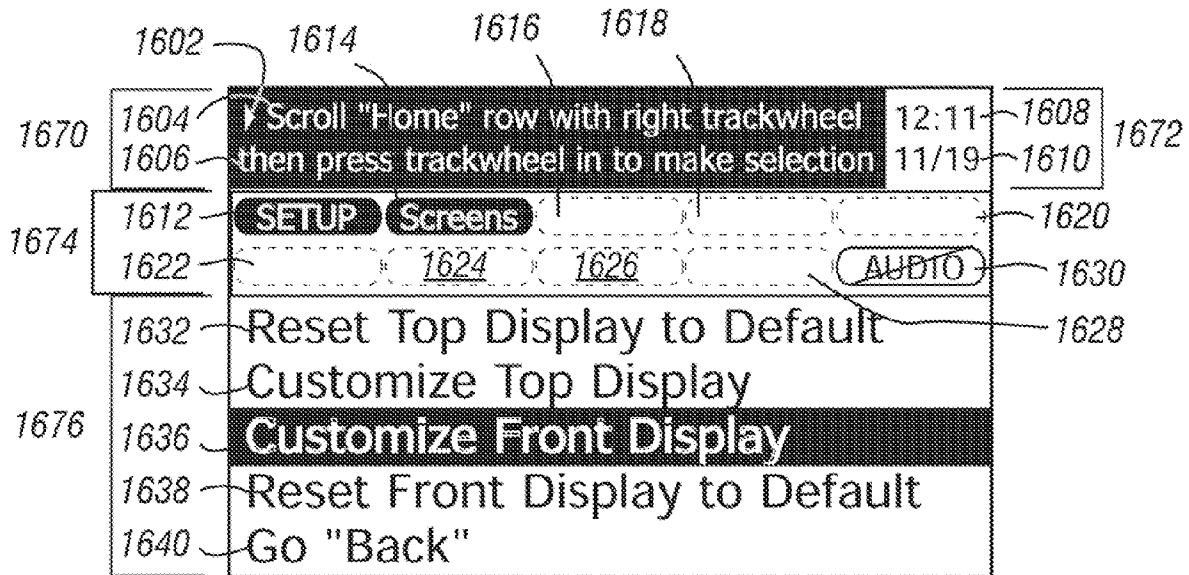 1602 1614 1616 1618
1670 1604 Scroll "Home" row with right trackwheel 12:11 1608 1672
1606 then press trackwheel in to make selection 11/19 1610
1674 1612 SETUP Screens 1620
1622 1624 1626 AUDIO 1630
1632 Reset Top Display to Default 1628
1634 Customize Top Display
1676 1636 Customize Front Display
1638 Reset Front Display to Default
1640 Go "Back"